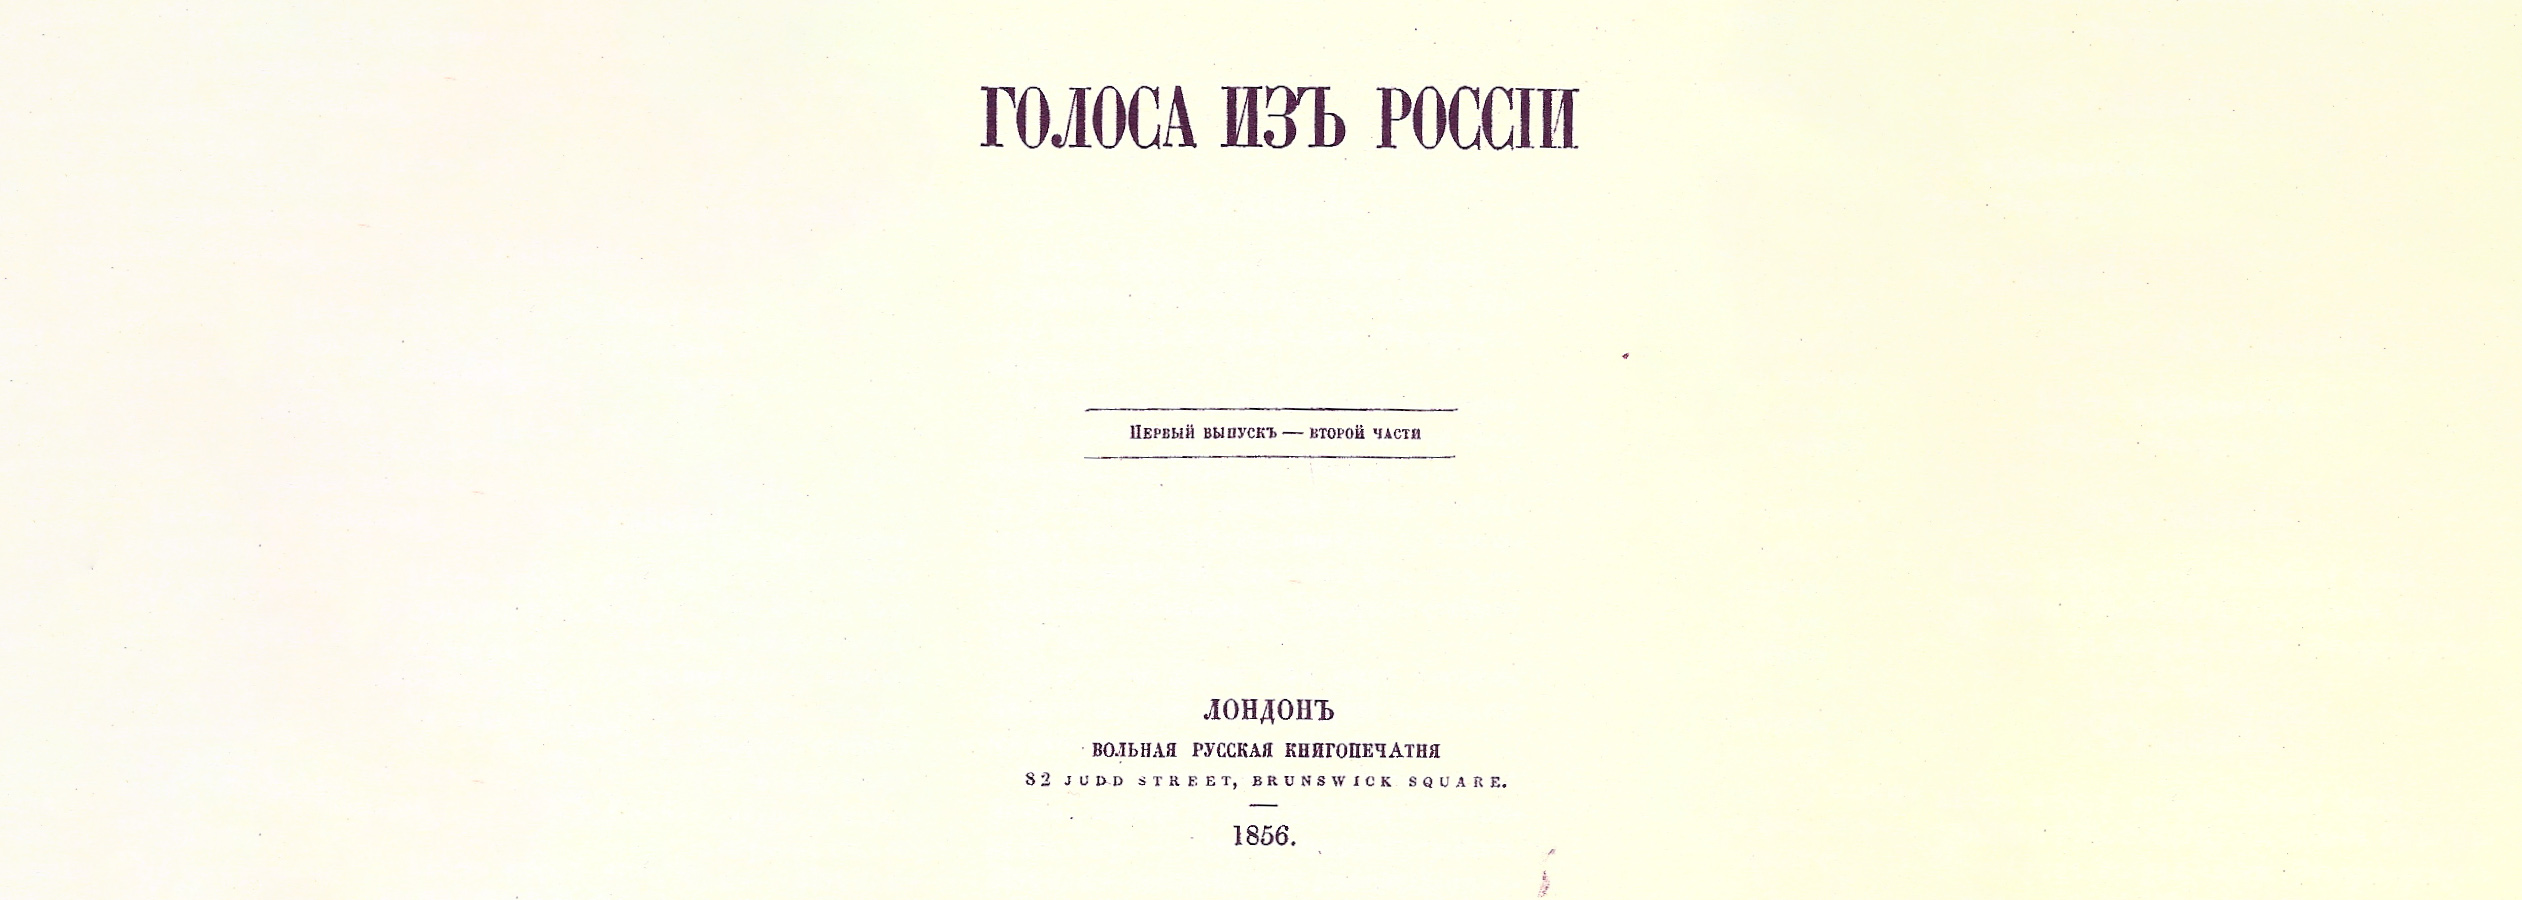 ГОЛОСА ИЗЪ РОССІИ
Первый выпускъ — второй части
ЛОНДОНЪ
ВОЛЬНАЯ РУССКАЯ КНИГОПЕЧАТНЯ
82 JUDD STREET, BRUNSWICK SQUARE.
1856.